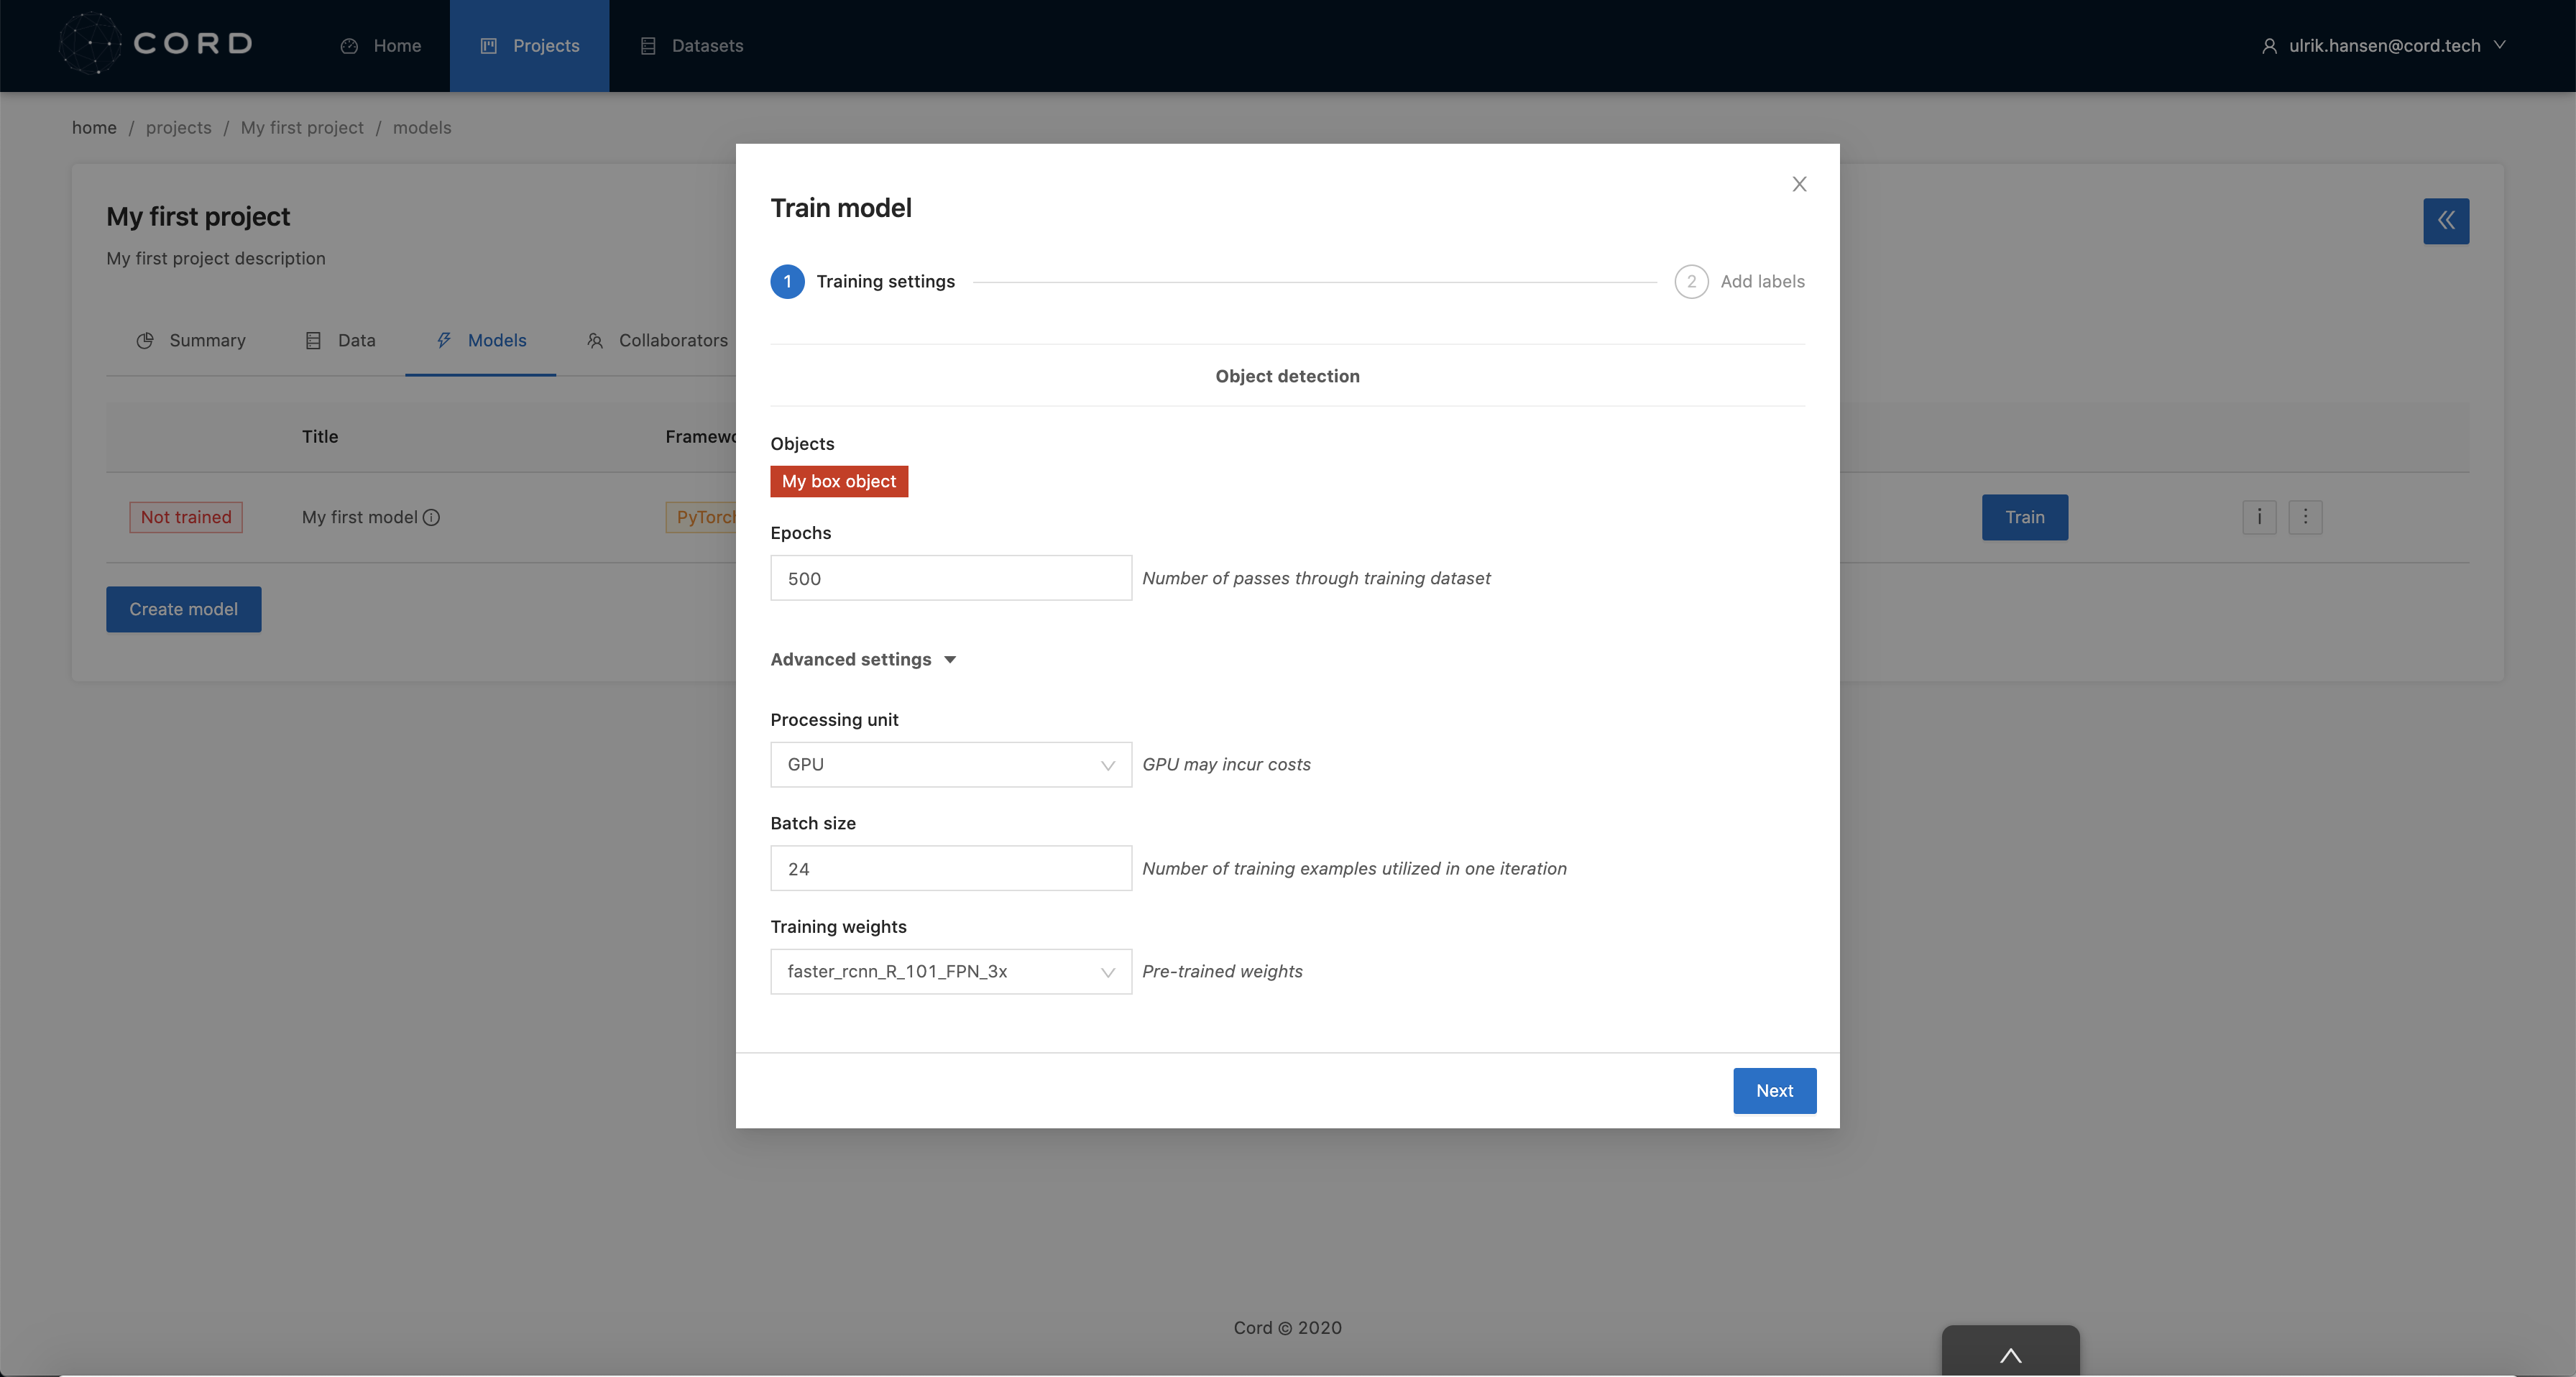 CORD
Home
Projects
Datasets
ulrik.hansen@cord.tech
home / projects / My first project / models
My first project
My first project description
Summary
Data
Models
Collaborators
Title
Framewo
Not trained
My first model
PyTorch
Train
i
Create model
Train model
1 Training settings
2 Add labels
Object detection
Objects
My box object
Epochs
500 Number of passes through training dataset
Advanced settings
Processing unit
GPU GPU may incur costs
Batch size
24 Number of training examples utilized in one iteration
Training weights
faster_rcnn_R_101_FPN_3x Pre-trained weights
Next
Cord © 2020